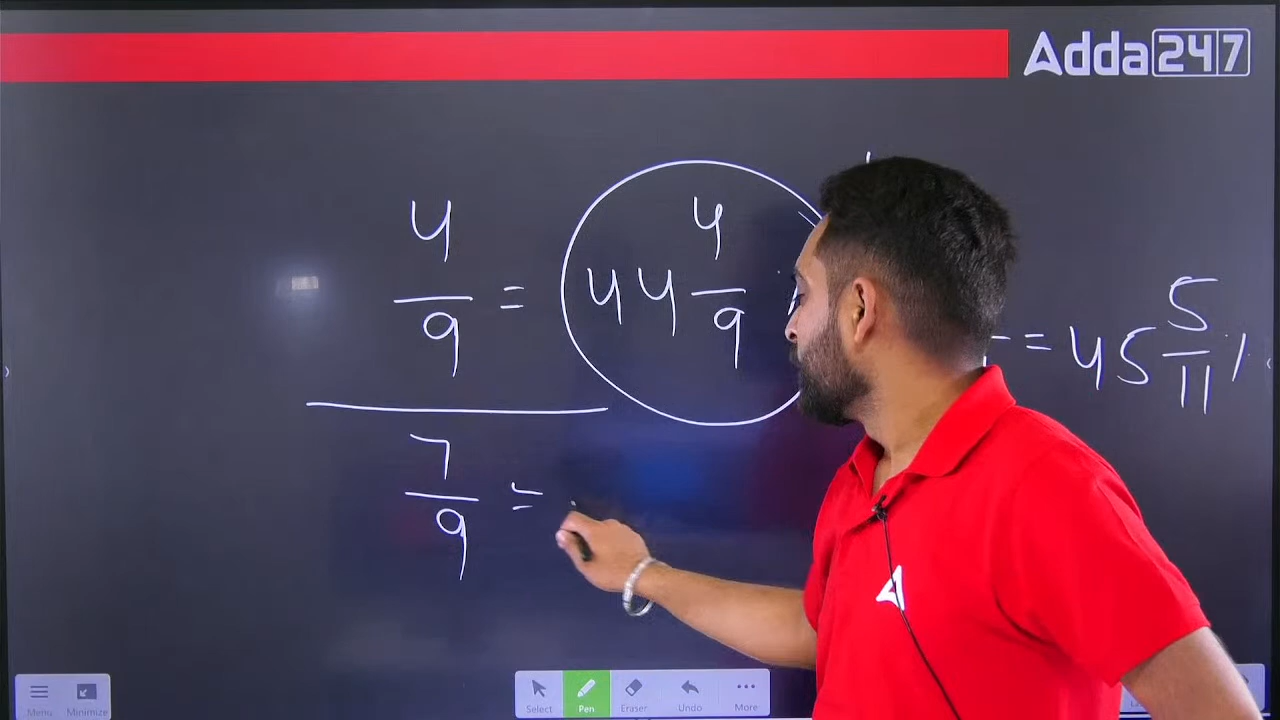 Adda247
4/9 = 44 4/9
= 45 5/11 %
7/9 =
Menu
Minimize
Select
Pen
Eraser
Undo
More